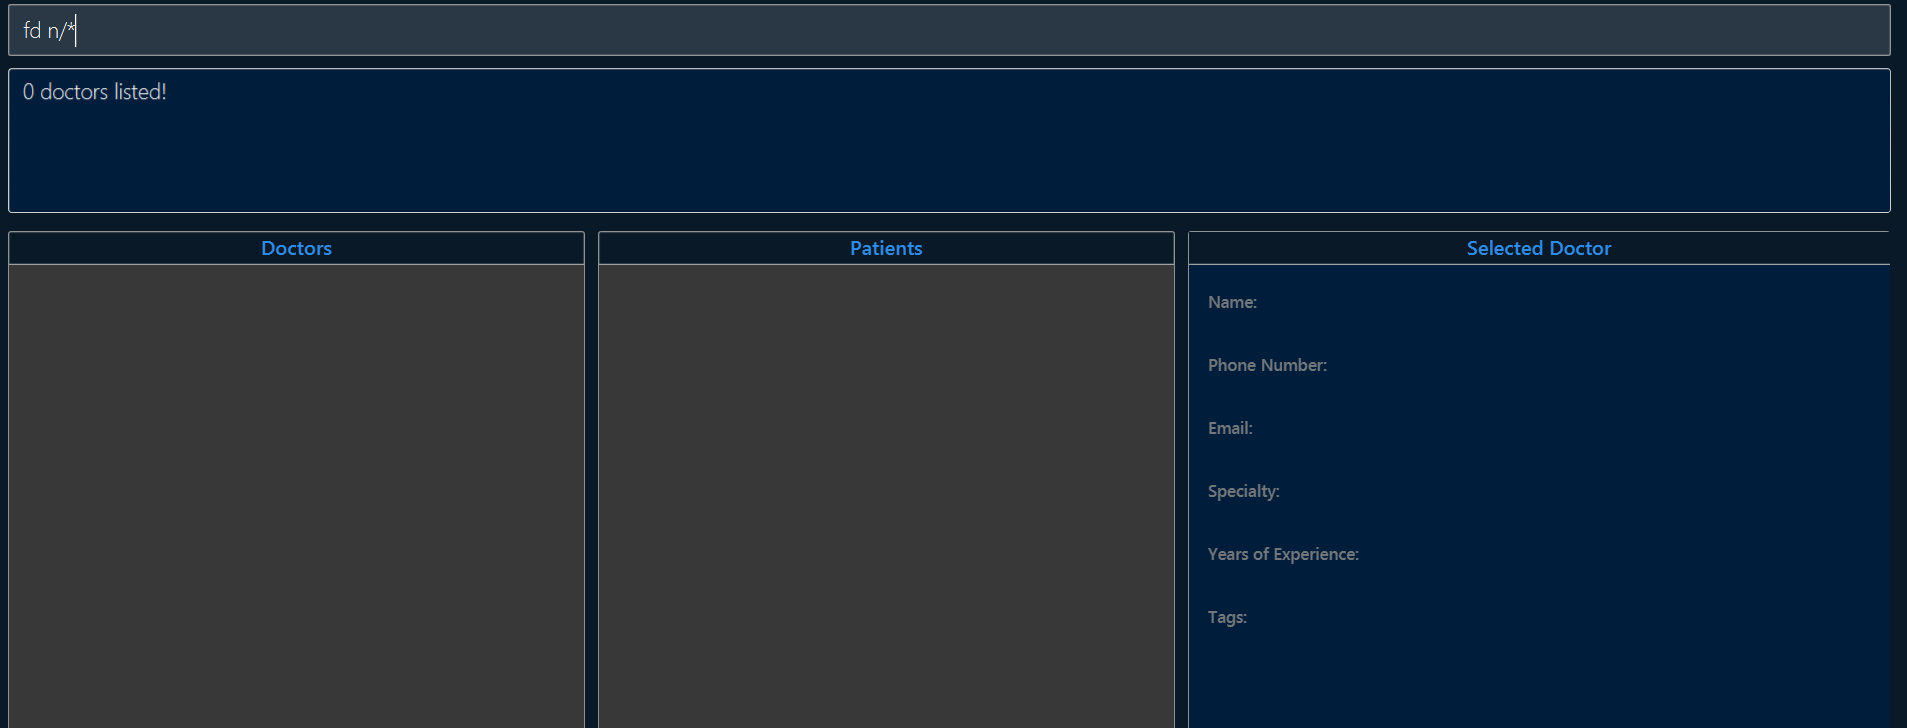 fd n/*
0 doctors listed!
Doctors
Patients
Selected Doctor
Name:
Phone Number:
Email:
Specialty:
Years of Experience:
Tags: